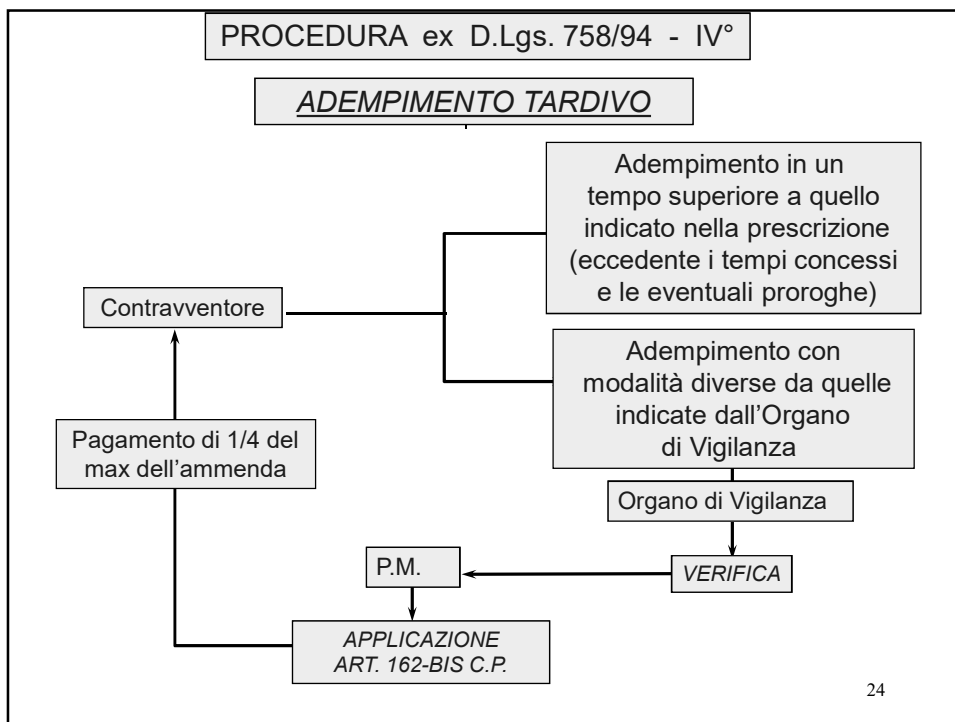 PROCEDURA ex D.Lgs. 758/94 - IV°
ADEMPIMENTO TARDIVO
Adempimento in un
tempo superiore a quello
indicato nella prescrizione
(eccedente i tempi concessi
e le eventuali proroghe)
Contravventore
Adempimento con
modalità diverse da quelle
indicate dall'Organo
di Vigilanza
Pagamento di 1/4 del
max dell'ammenda
Organo di Vigilanza
P.M.
VERIFICA
APPLICAZIONE
ART. 162-BIS C.P.
24